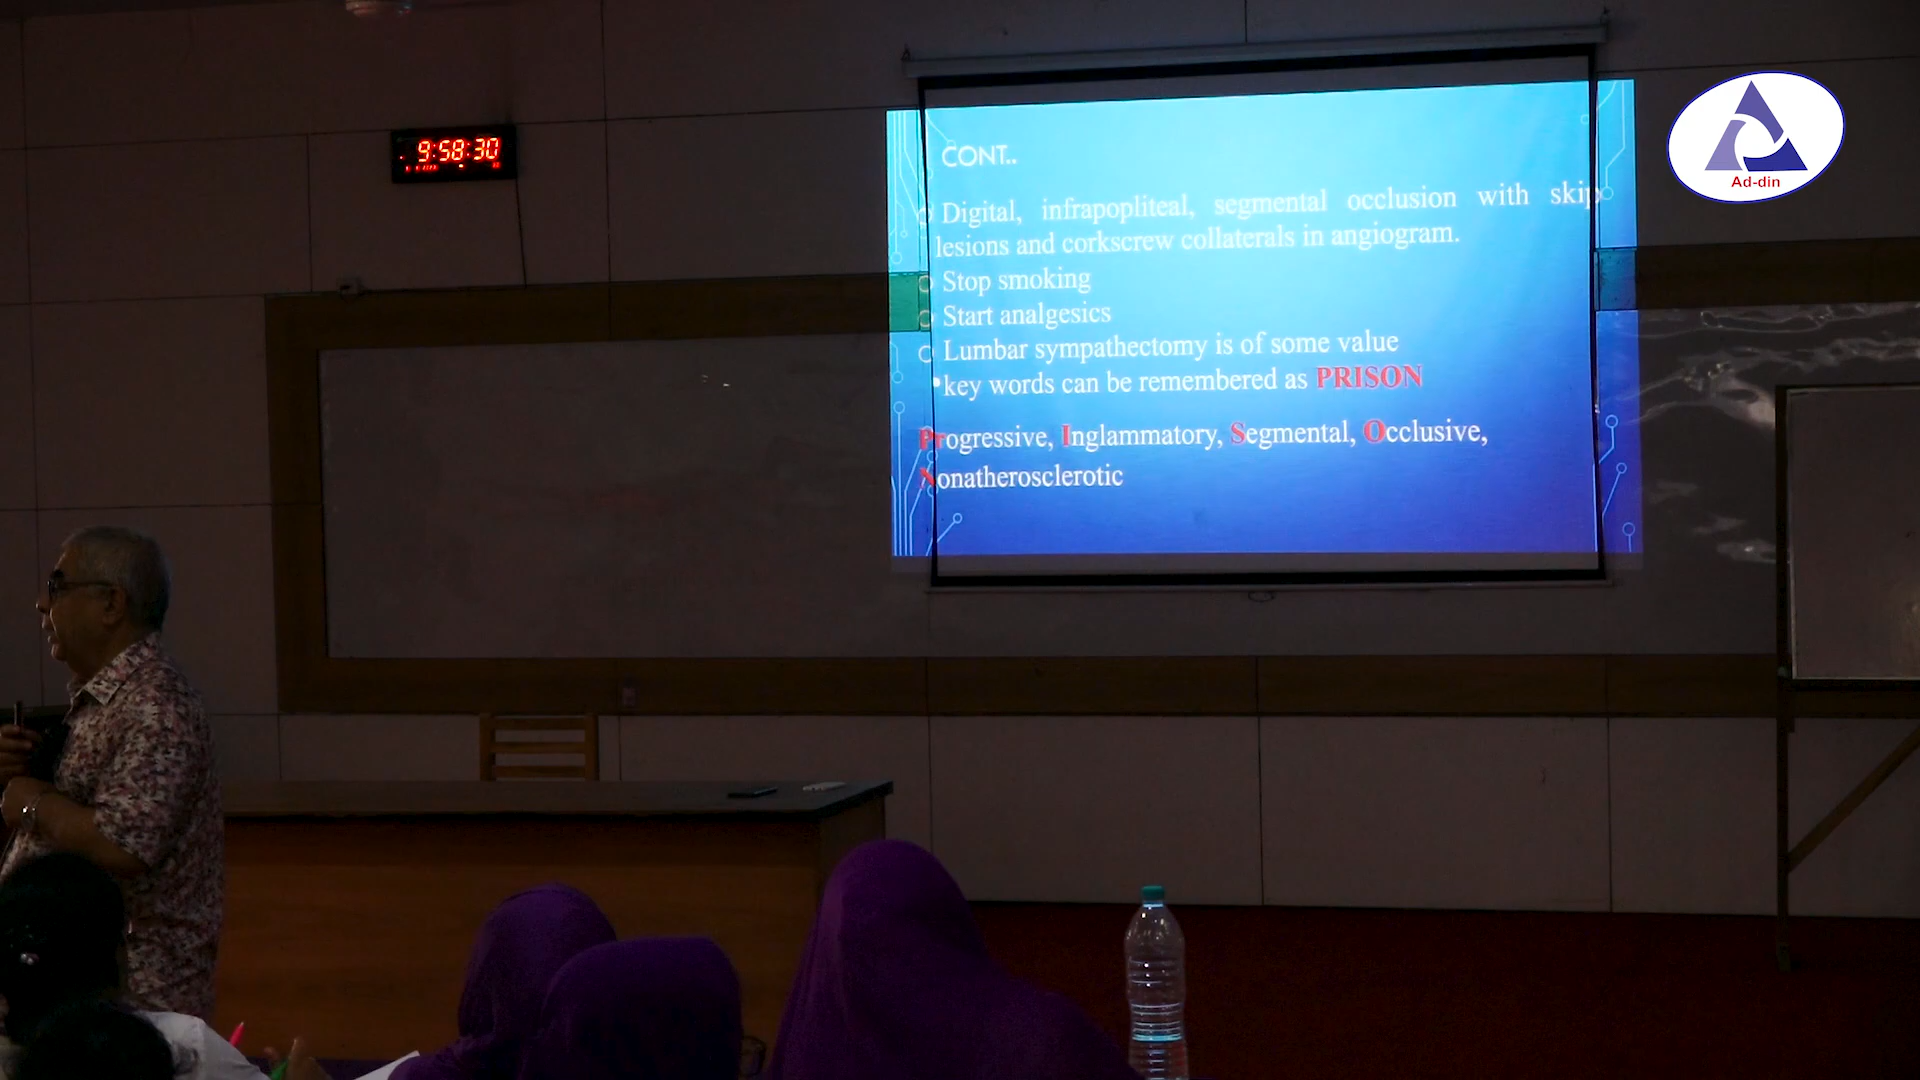 9:58:30
Ad-din
CONT..
Digital, infrapopliteal, segmental occlusion with skip
lesions and corkscrew collaterals in angiogram.
Stop smoking
Start analgesics
Lumbar sympathectomy is of some value
key words can be remembered as PRISON
Progressive, Inglammatory, Segmental, Occlusive,
Nonatherosclerotic